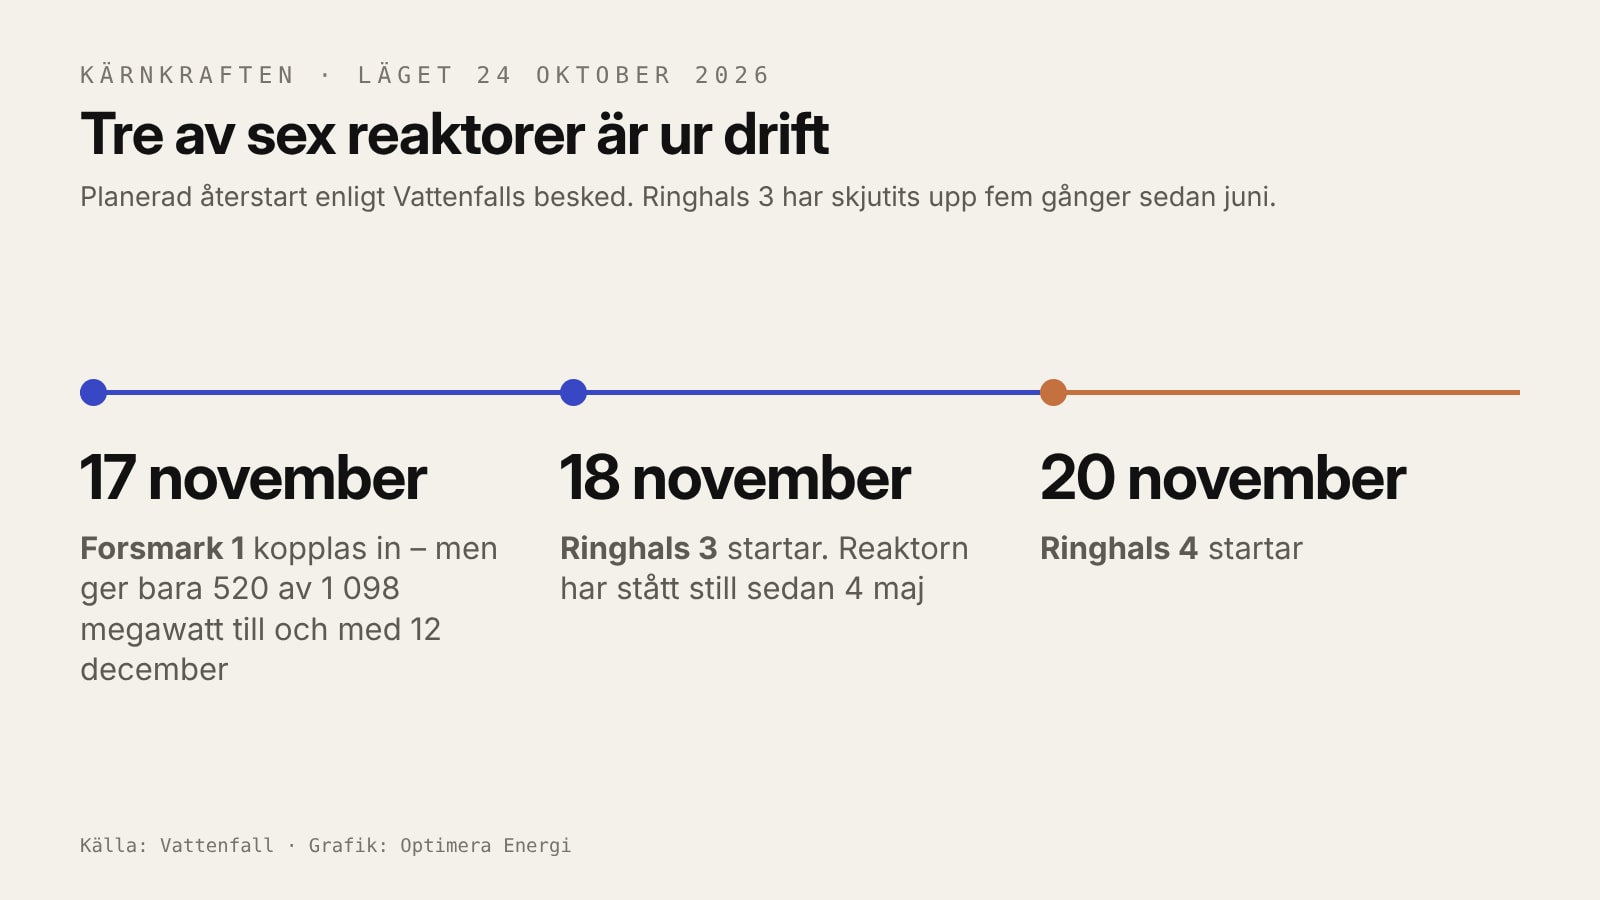 KÄRNKRAFTEN · LÄGET 24 OKTOBER 2026
Tre av sex reaktorer är ur drift
Planerad återstart enligt Vattenfalls besked. Ringhals 3 har skjutits upp fem gånger sedan juni.
17 november
Forsmark 1 kopplas in – men
ger bara 520 av 1 098
megawatt till och med 12
december
18 november
Ringhals 3 startar. Reaktorn
har stått still sedan 4 maj
20 november
Ringhals 4 startar
Källa: Vattenfall · Grafik: Optimera Energi